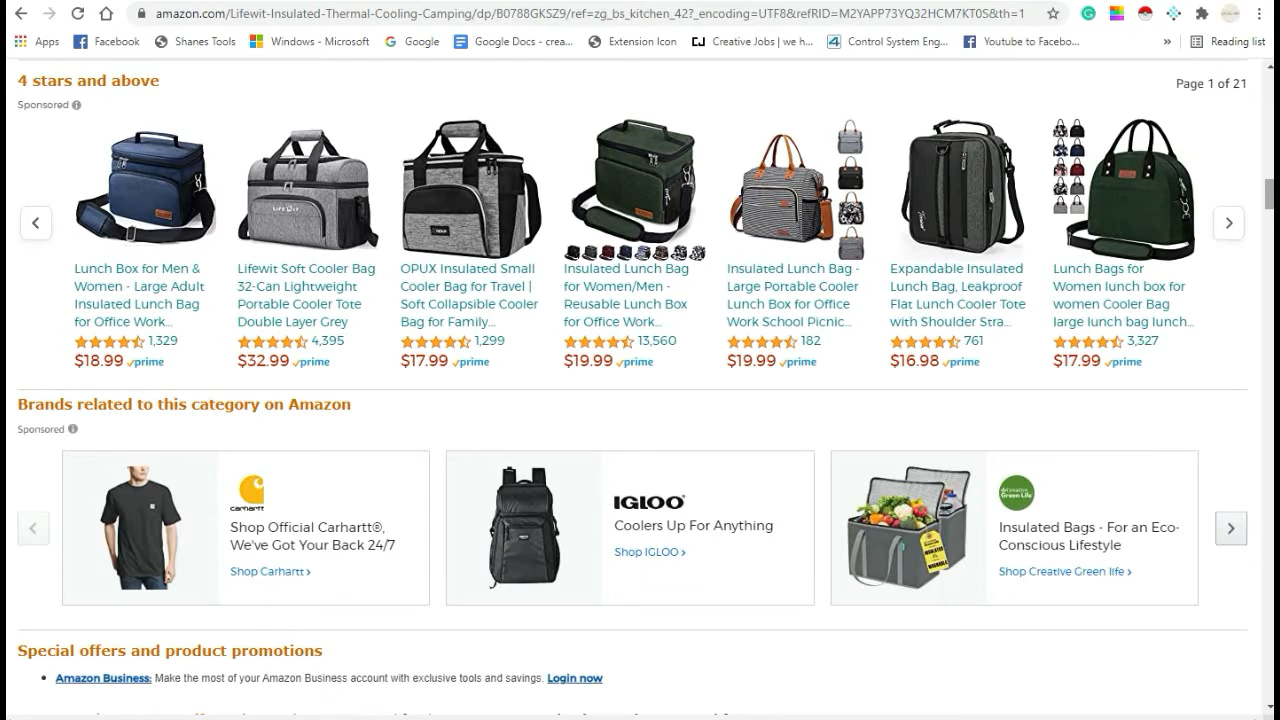 amazon.com/Lifewit-Insulated-Thermal-Cooling-Camping/dp/B0788GKSZ9/ref=zg_bs_kitchen_42?_encoding=UTF8&refRID=M2YAPP73YQ32HCM7KT0S&th=1
Apps Facebook Shanes Tools Windows - Microsoft Google Google Docs - crea... Extension Icon Creative Jobs | we h... Control System Eng... Youtube to Facebo... » Reading list
4 stars and above
Page 1 of 21
Sponsored
Lunch Box for Men &
Women - Large Adult
Insulated Lunch Bag
for Office Work...
1,329
$18.99 prime
Lifewit Soft Cooler Bag
32-Can Lightweight
Portable Cooler Tote
Double Layer Grey
4,395
$32.99 prime
OPUX Insulated Small
Cooler Bag for Travel |
Soft Collapsible Cooler
Bag for Family...
1,299
$17.99 prime
Insulated Lunch Bag
for Women/Men -
Reusable Lunch Box
for Office Work...
13,560
$19.99 prime
Insulated Lunch Bag -
Large Portable Cooler
Lunch Box for Office
Work School Picnic...
182
$19.99 prime
Expandable Insulated
Lunch Bag, Leakproof
Flat Lunch Cooler Tote
with Shoulder Stra...
761
$16.98 prime
Lunch Bags for
Women lunch box for
women Cooler Bag
large lunch bag lunch...
3,327
$17.99 prime
Brands related to this category on Amazon
Sponsored
carhartt
Shop Official Carhartt®,
We've Got Your Back 24/7
Shop Carhartt ›
IGLOO
Coolers Up For Anything
Shop IGLOO ›
Creative
Green Life
Insulated Bags - For an Eco-
Conscious Lifestyle
Shop Creative Green life ›
Special offers and product promotions
Amazon Business: Make the most of your Amazon Business account with exclusive tools and savings. Login now